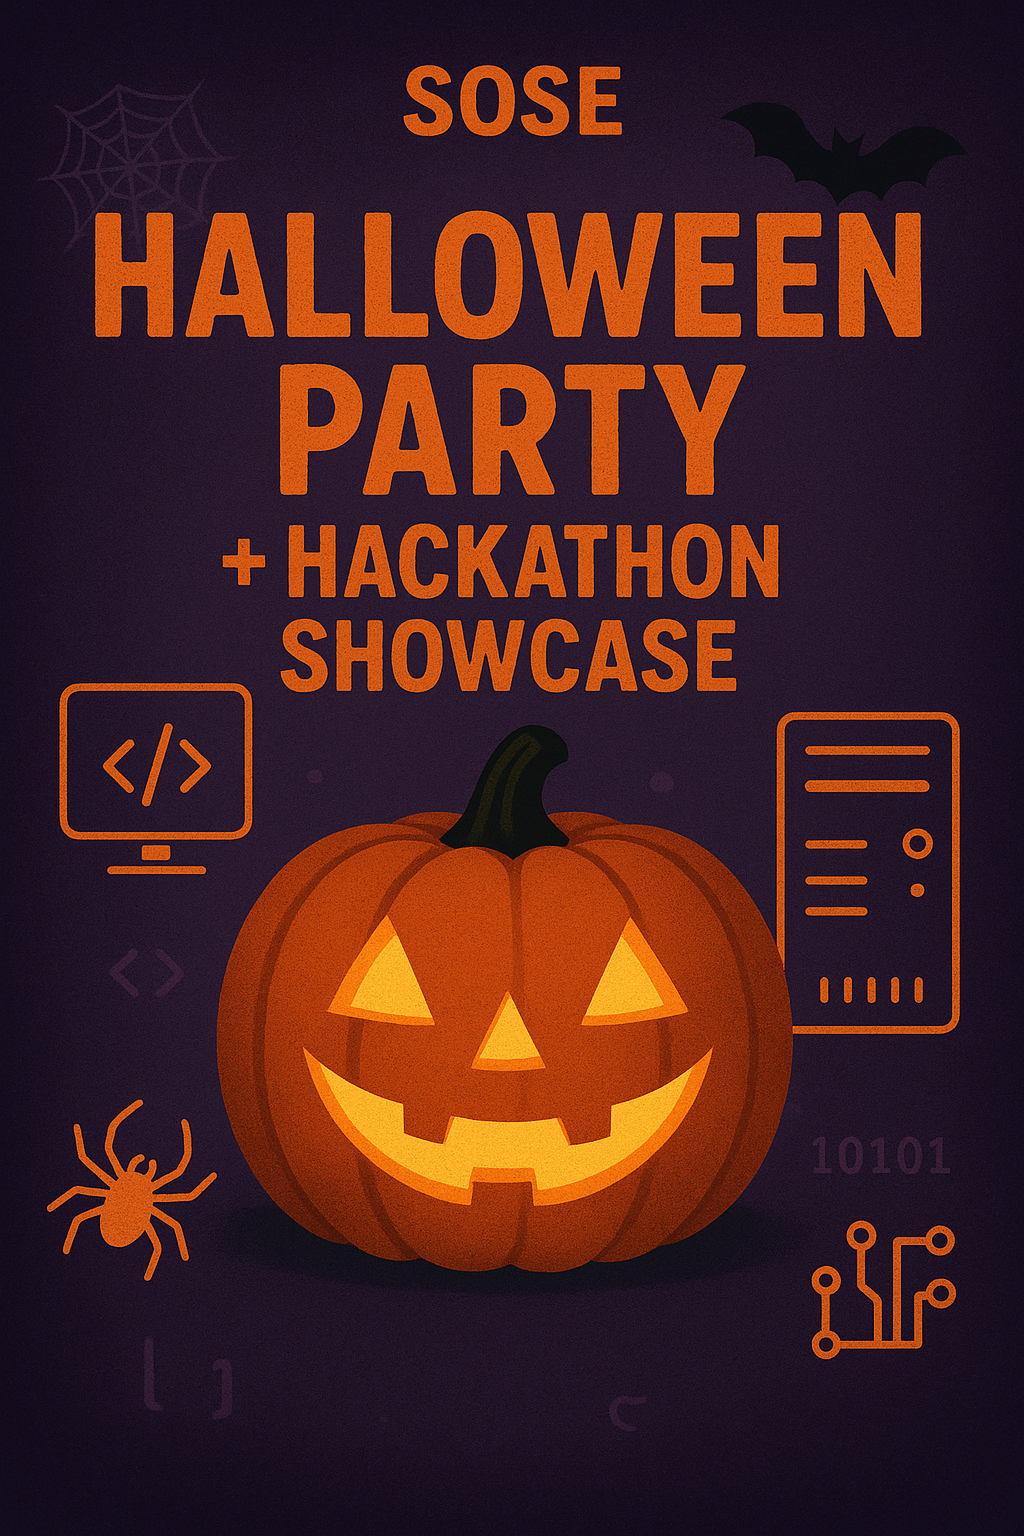 SOSE
HALLOWEEN
PARTY
+ HACKATHON
SHOWCASE
</>
<>
10101